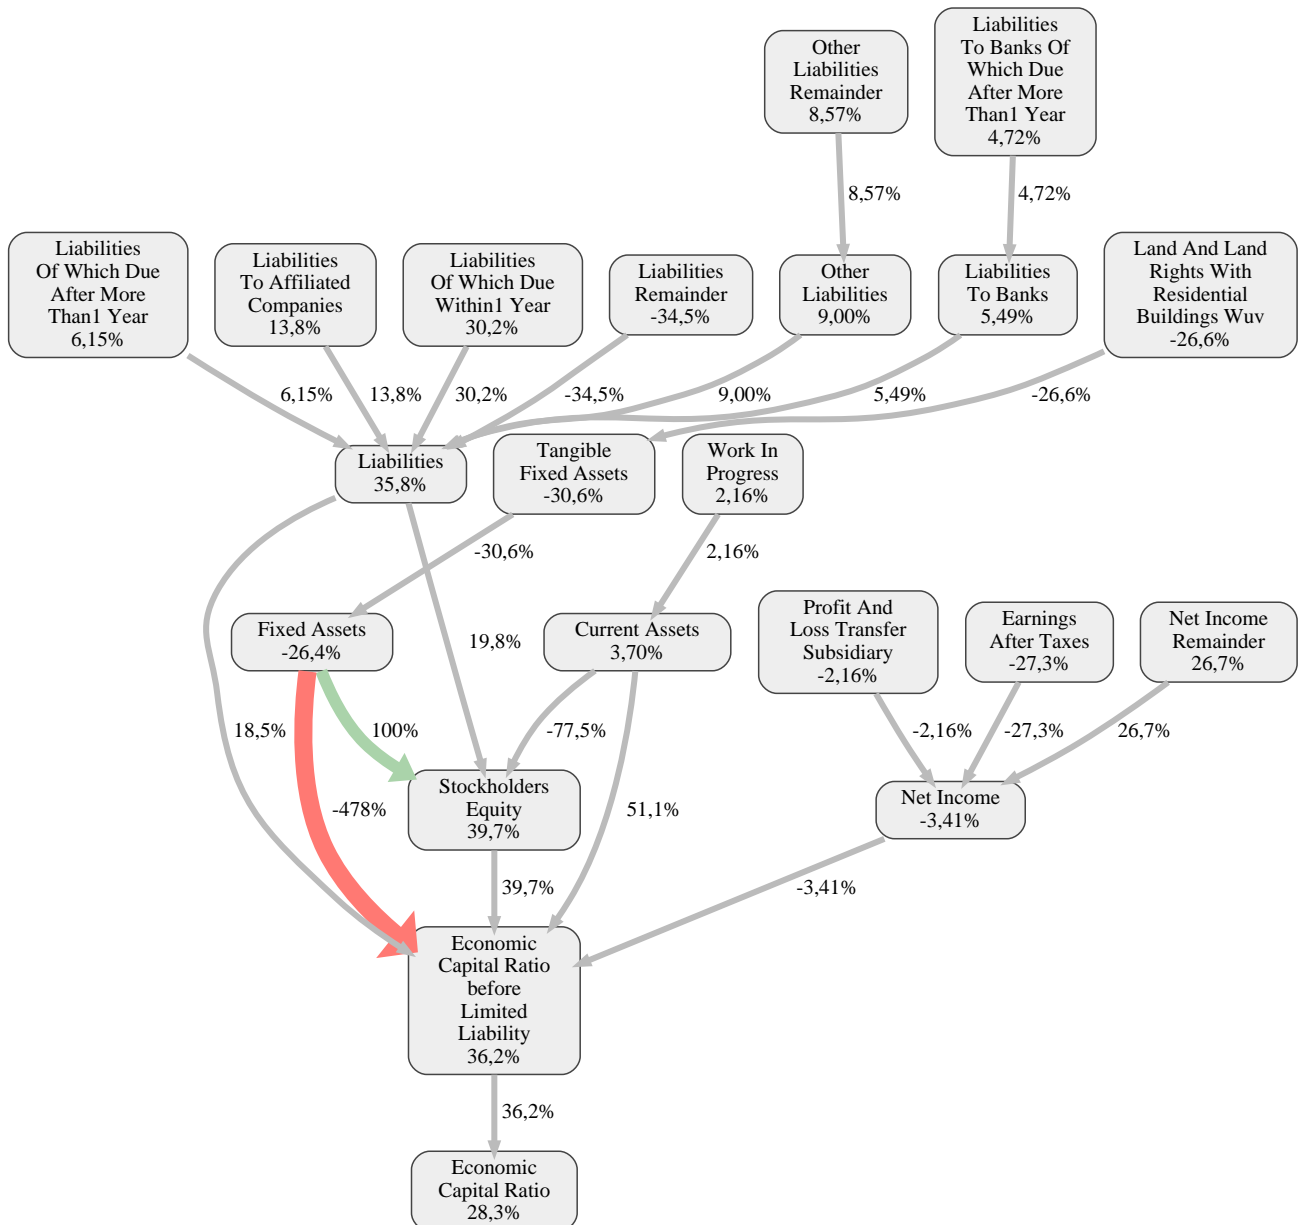 Other
Liabilities
Remainder
8,57%
Liabilities
To Banks Of
Which Due
After More
Than1 Year
4,72%
8,57%
4,72%
Liabilities
Of Which Due
After More
Than1 Year
6,15%
Liabilities
To Affiliated
Companies
13,8%
Liabilities
Of Which Due
Within1 Year
30,2%
Liabilities
Remainder
-34,5%
Other
Liabilities
9,00%
Liabilities
To Banks
5,49%
Land And Land
Rights With
Residential
Buildings Wuv
-26,6%
6,15%
13,8%
30,2%
-34,5%
9,00%
5,49%
-26,6%
Liabilities
35,8%
Tangible
Fixed Assets
-30,6%
Work In
Progress
2,16%
-30,6%
2,16%
Fixed Assets
-26,4%
19,8%
Current Assets
3,70%
Profit And
Loss Transfer
Subsidiary
-2,16%
Earnings
After Taxes
-27,3%
Net Income
Remainder
26,7%
18,5%
100%
-77,5%
-2,16%
-27,3%
26,7%
-478%
Stockholders
Equity
39,7%
51,1%
Net Income
-3,41%
39,7%
-3,41%
Economic
Capital Ratio
before
Limited
Liability
36,2%
36,2%
Economic
Capital Ratio
28,3%